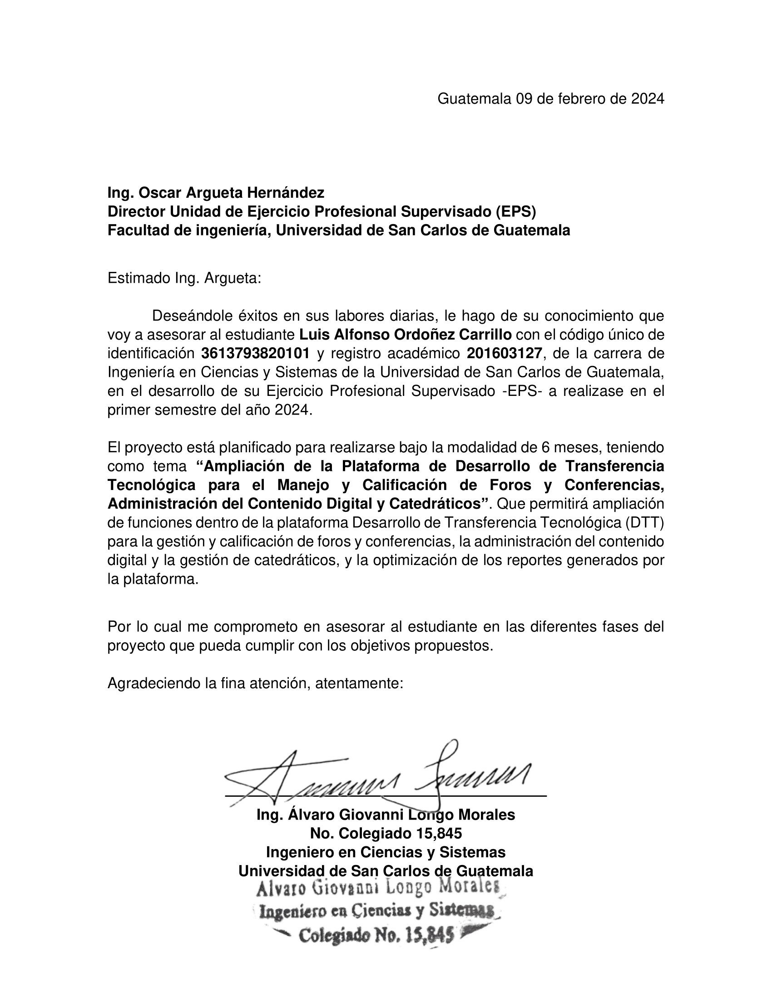 Guatemala 09 de febrero de 2024
Ing. Oscar Argueta Hernández
Director Unidad de Ejercicio Profesional Supervisado (EPS)
Facultad de ingeniería, Universidad de San Carlos de Guatemala
Estimado Ing. Argueta:
Deseándole éxitos en sus labores diarias, le hago de su conocimiento que
voy a asesorar al estudiante Luis Alfonso Ordoñez Carrillo con el código único de
identificación 3613793820101 y registro académico 201603127, de la carrera de
Ingeniería en Ciencias y Sistemas de la Universidad de San Carlos de Guatemala,
en el desarrollo de su Ejercicio Profesional Supervisado -EPS- a realizase en el
primer semestre del año 2024.
El proyecto está planificado para realizarse bajo la modalidad de 6 meses, teniendo
como tema “Ampliación de la Plataforma de Desarrollo de Transferencia
Tecnológica para el Manejo y Calificación de Foros y Conferencias,
Administración del Contenido Digital y Catedráticos”. Que permitirá ampliación
de funciones dentro de la plataforma Desarrollo de Transferencia Tecnológica (DTT)
para la gestión y calificación de foros y conferencias, la administración del contenido
digital y la gestión de catedráticos, y la optimización de los reportes generados por
la plataforma.
Por lo cual me comprometo en asesorar al estudiante en las diferentes fases del
proyecto que pueda cumplir con los objetivos propuestos.
Agradeciendo la fina atención, atentamente:
Ing. Álvaro Giovanni Longo Morales
No. Colegiado 15,845
Ingeniero en Ciencias y Sistemas
Universidad de San Carlos de Guatemala
Alvaro Giovanni Longo Morales
Ingeniero en Ciencias y Sistemas
Colegiado No. 15,845